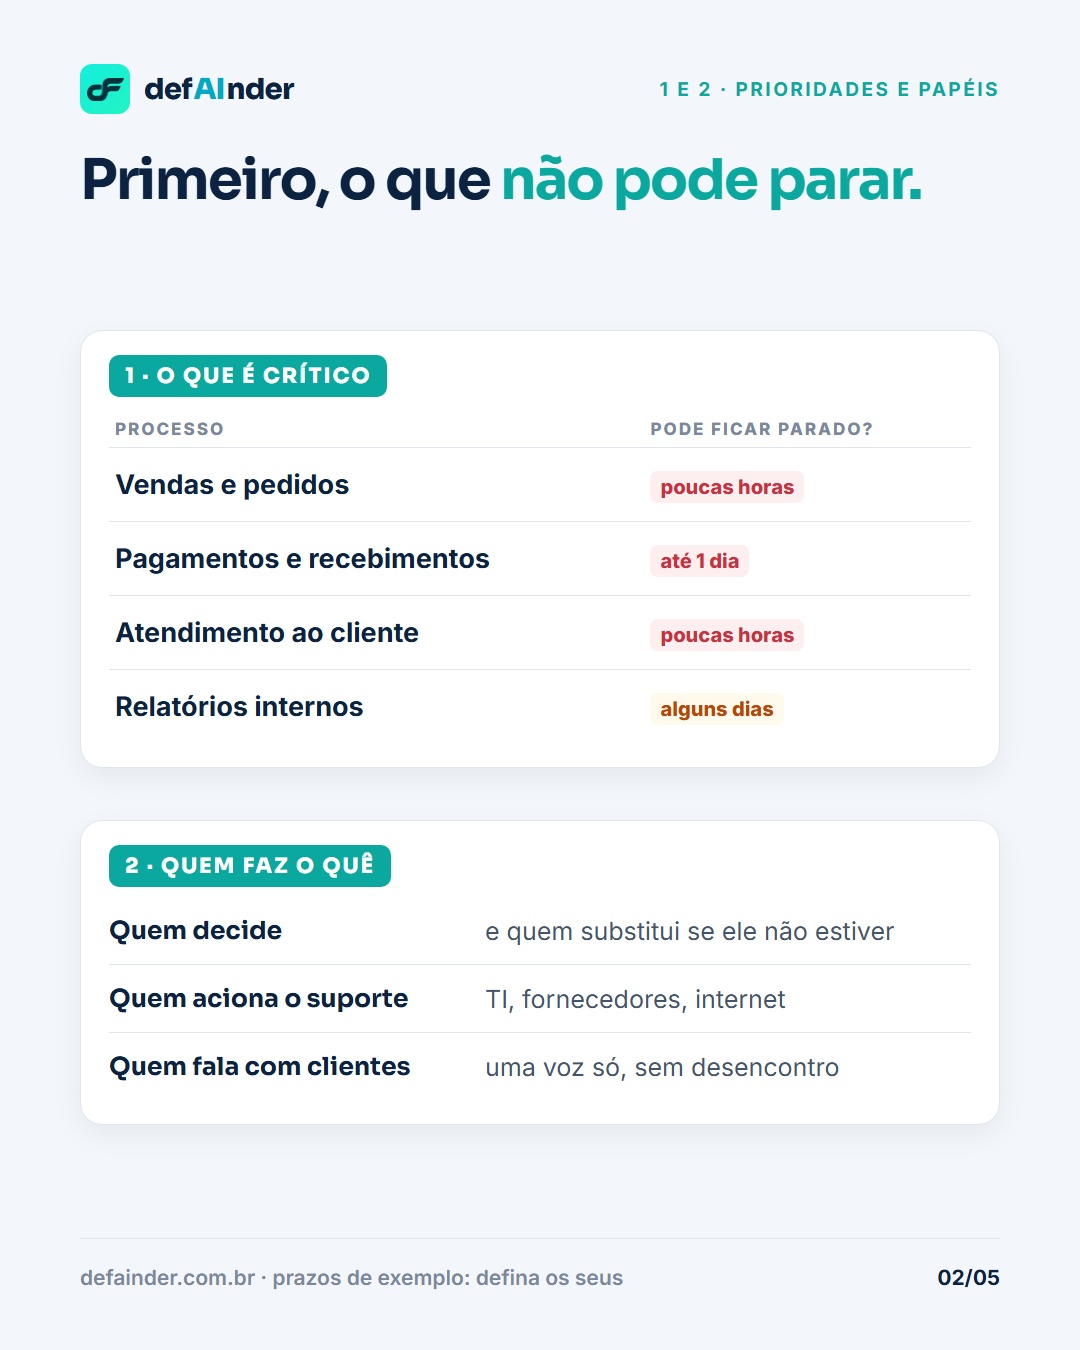 defAInder
1 E 2 · PRIORIDADES E PAPÉIS
Primeiro, o que não pode parar.
1 · O QUE É CRÍTICO
PROCESSO PODE FICAR PARADO?
Vendas e pedidos poucas horas
Pagamentos e recebimentos até 1 dia
Atendimento ao cliente poucas horas
Relatórios internos alguns dias
2 · QUEM FAZ O QUÊ
Quem decide e quem substitui se ele não estiver
Quem aciona o suporte TI, fornecedores, internet
Quem fala com clientes uma voz só, sem desencontro
defainder.com.br · prazos de exemplo: defina os seus 02/05